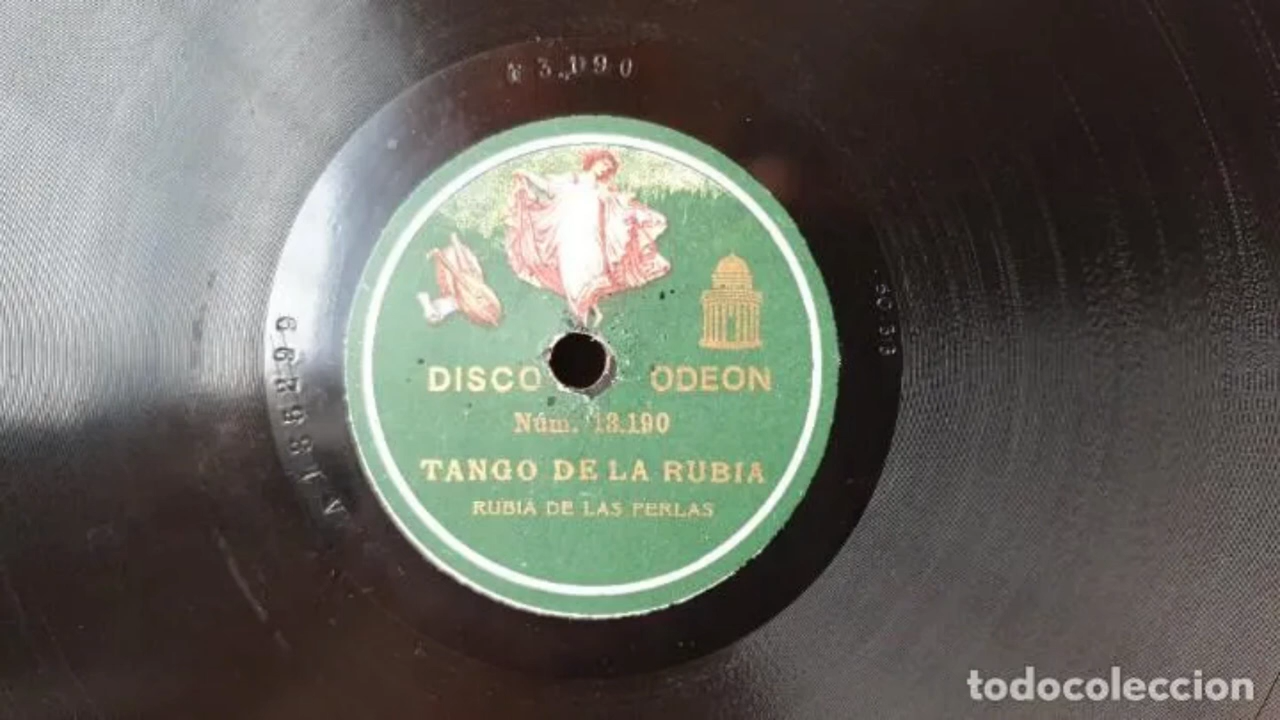 DISCO ODEON
Núm. 13.190
TANGO DE LA RUBIA
RUBIA DE LAS PERLAS
todocoleccion